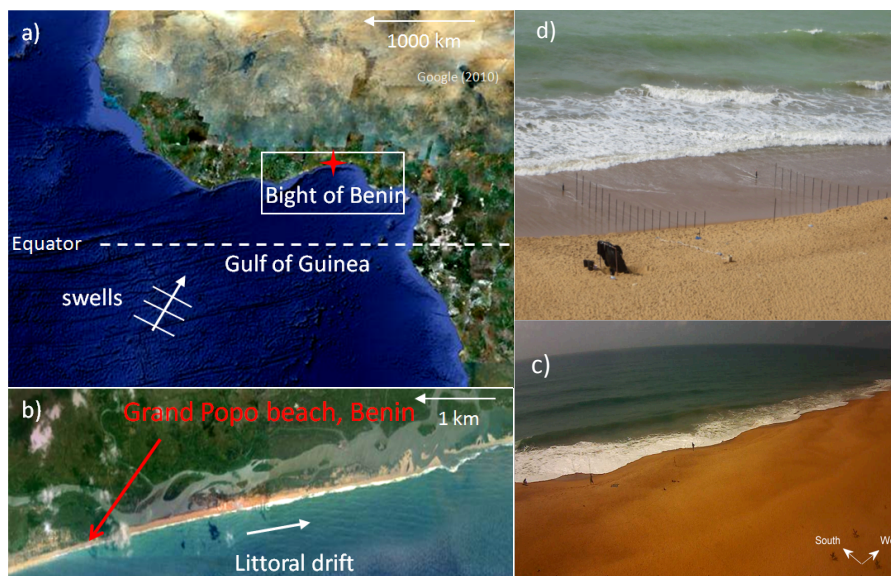 a)
1000 km
Google (2010)
Bight of Benin
Equator
Gulf of Guinea
swells
b)
Grand Popo beach, Benin
1 km
Littoral drift
d)
c)
South
We